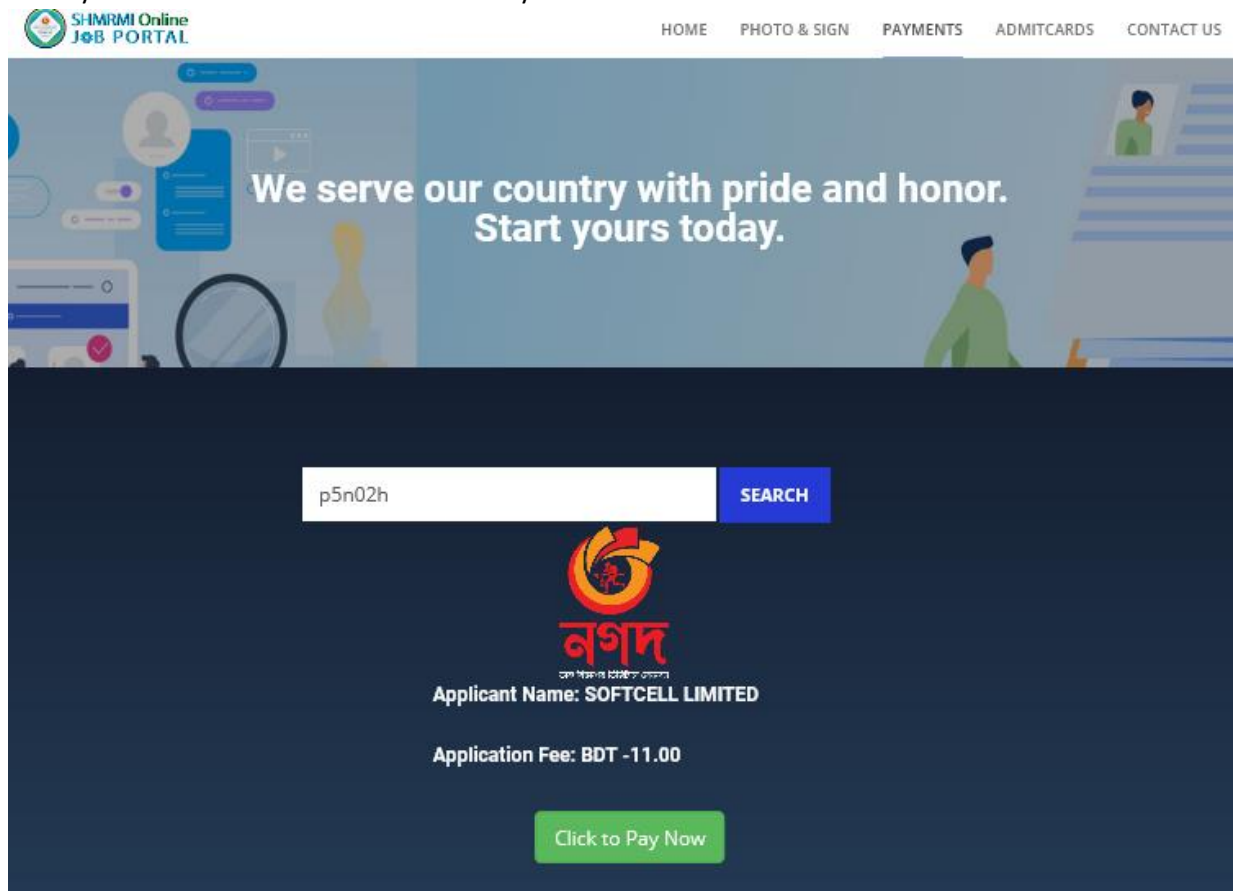 SHMRMI Online
JOB PORTAL
HOME PHOTO & SIGN PAYMENTS ADMITCARDS CONTACT US
We serve our country with pride and honor.
Start yours today.
p5n02h SEARCH
নগদ
Applicant Name: SOFTCELL LIMITED
Application Fee: BDT -11.00
Click to Pay Now